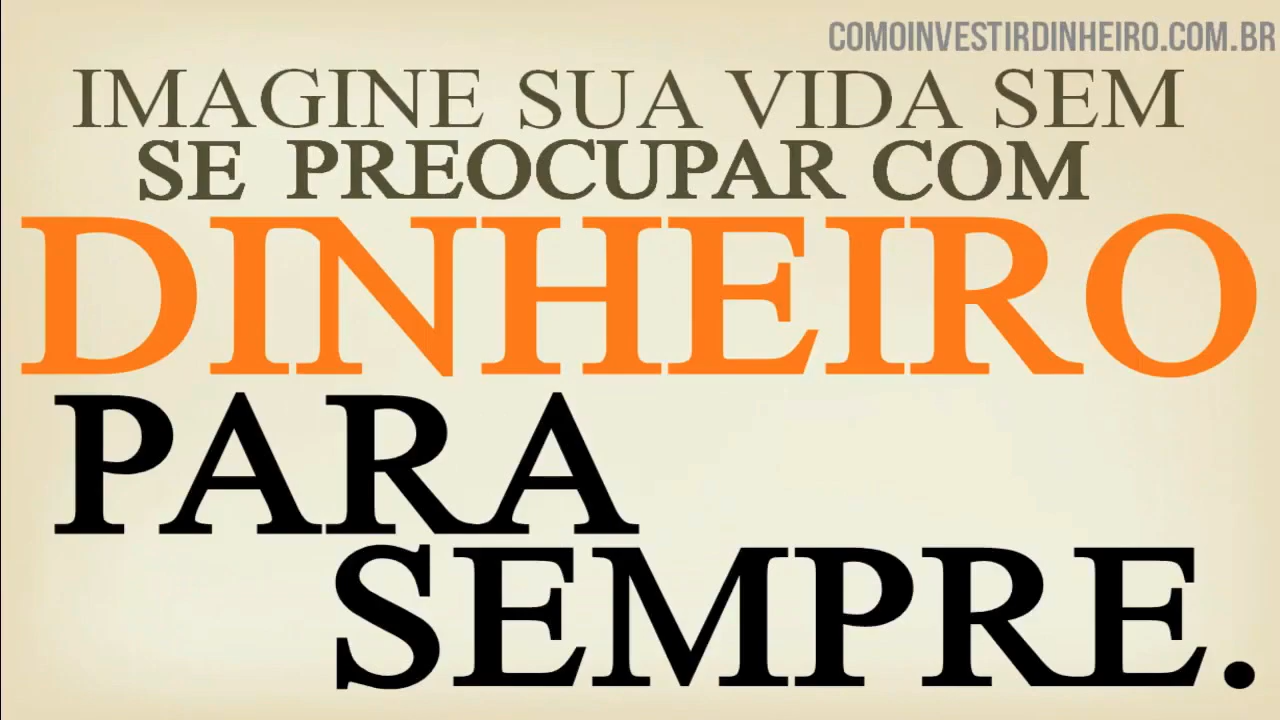 COMOINVESTIRDINHEIRO.COM.BR
IMAGINE SUA VIDA SEM
SE PREOCUPAR COM
DINHEIRO
PARA
SEMPRE.